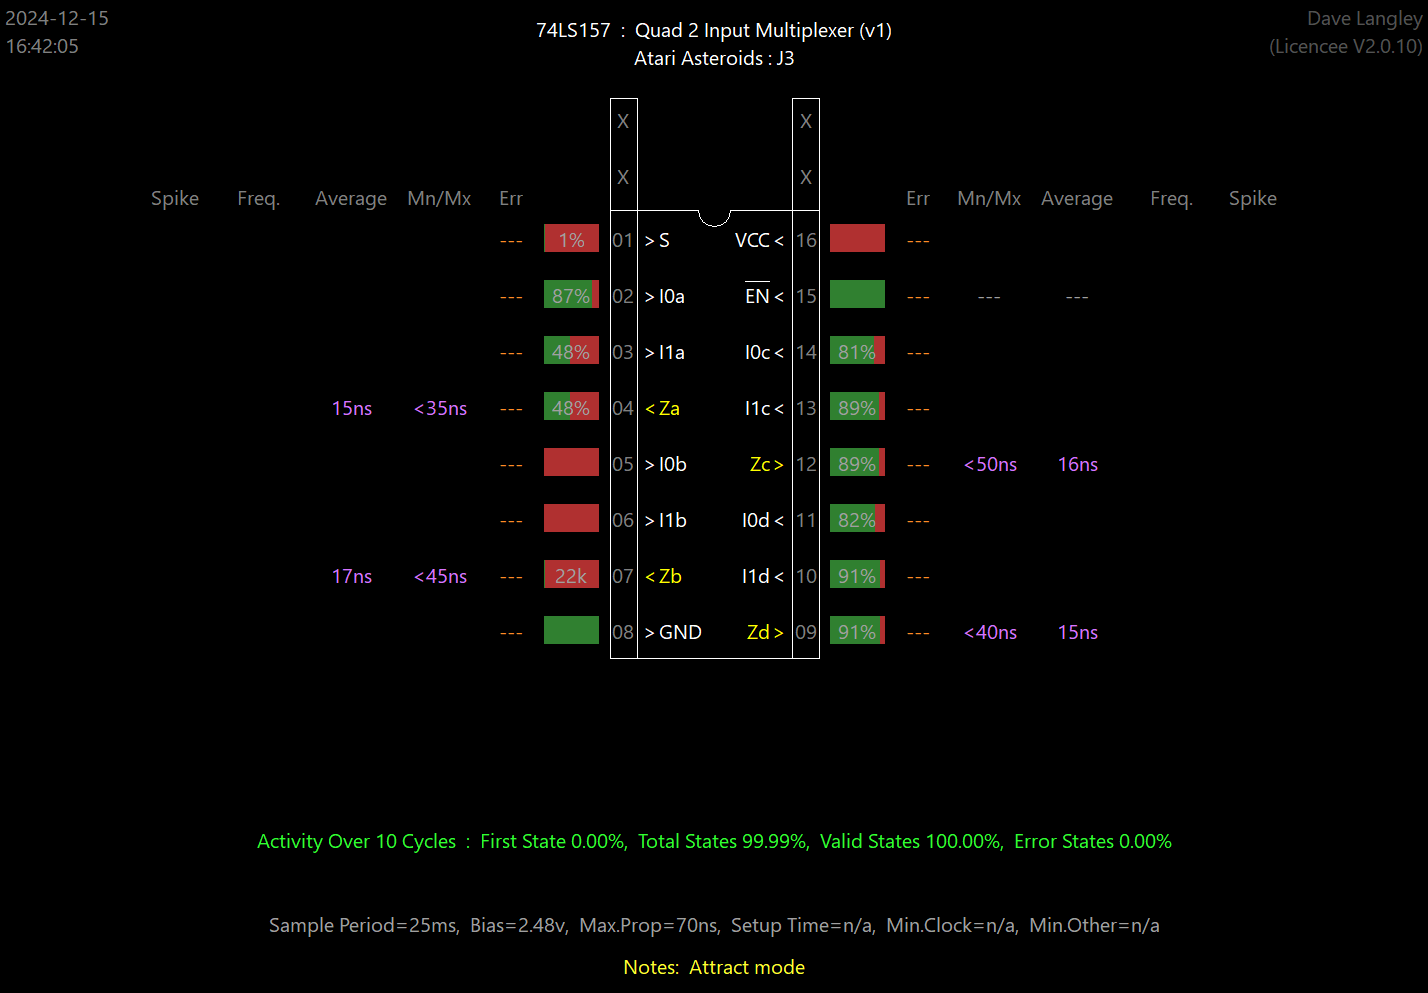 2024-12-15
16:42:05
74LS157 : Quad 2 Input Multiplexer (v1)
Atari Asteroids : J3
Dave Langley
(Licencee V2.0.10)
X X
X X
Spike Freq. Average Mn/Mx Err Err Mn/Mx Average Freq. Spike
--- 1% 01 > S VCC < 16 ---
--- 87% 02 > I0a EN < 15 --- --- ---
--- 48% 03 > I1a I0c < 14 81% ---
15ns <35ns --- 48% 04 < Za I1c < 13 89% ---
--- 05 > I0b Zc > 12 89% --- <50ns 16ns
--- 06 > I1b I0d < 11 82% ---
17ns <45ns --- 22k 07 < Zb I1d < 10 91% ---
--- 08 > GND Zd > 09 91% --- <40ns 15ns
Activity Over 10 Cycles : First State 0.00%, Total States 99.99%, Valid States 100.00%, Error States 0.00%
Sample Period=25ms, Bias=2.48v, Max.Prop=70ns, Setup Time=n/a, Min.Clock=n/a, Min.Other=n/a
Notes: Attract mode